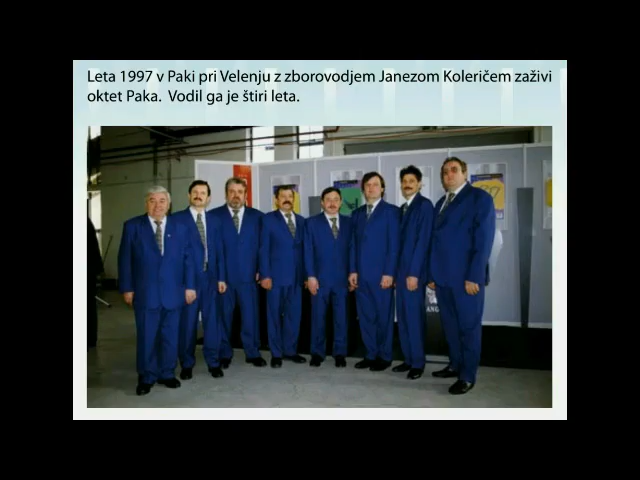 Leta 1997 v Paki pri Velenju z zborovodjem Janezom Koleričem zaživi
oktet Paka. Vodil ga je štiri leta.